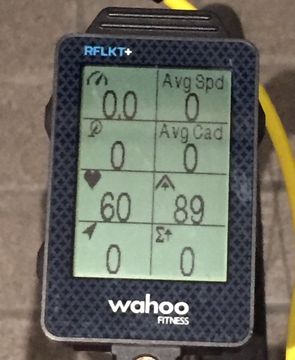 RFLKT+
Avg Spd
0.0 0
Avg Cad
0 0
60 89
Σ↑
0 0
wahoo
FITNESS